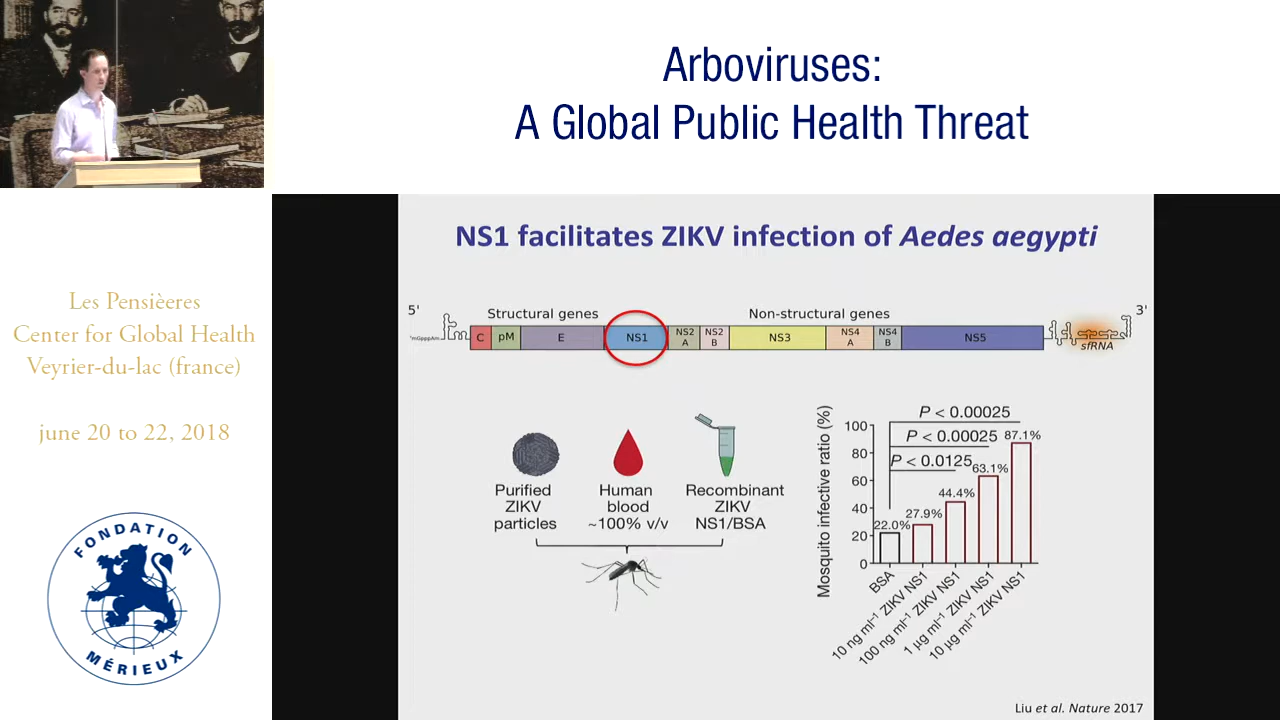 Arboviruses:
A Global Public Health Threat
Les Pensièeres
Center for Global Health
Veyrier-du-lac (france)
june 20 to 22, 2018
FONDATION
MÉRIEUX
NS1 facilitates ZIKV infection of Aedes aegypti
5'
Structural genes
Non-structural genes
3'
ᵐGpppAm
C
pM
E
NS1
NS2
A
NS2
B
NS3
NS4
A
NS4
B
NS5
sfRNA
Purified
ZIKV
particles
Human
blood
~100% v/v
Recombinant
ZIKV
NS1/BSA
Mosquito infective ratio (%)
100
80
60
40
20
0
P < 0.00025
P < 0.00025
P < 0.0125
22.0%
27.9%
44.4%
63.1%
87.1%
BSA
10 ng ml⁻¹ ZIKV NS1
100 ng ml⁻¹ ZIKV NS1
1 µg ml⁻¹ ZIKV NS1
10 µg ml⁻¹ ZIKV NS1
Liu et al. Nature 2017